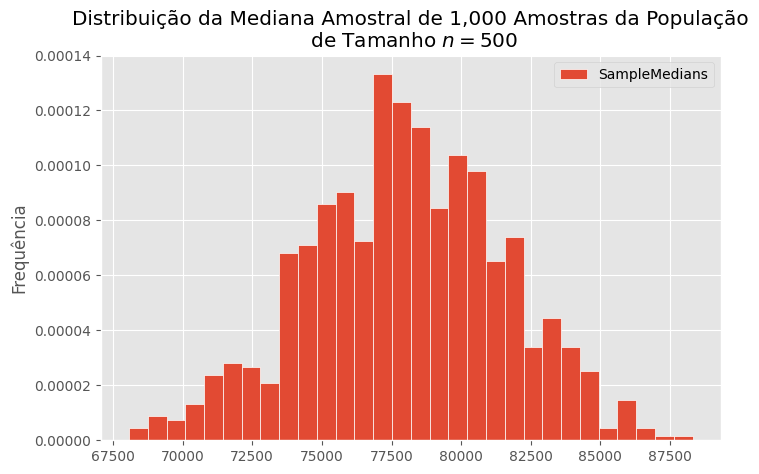 Distribuição da Mediana Amostral de 1,000 Amostras da População
de Tamanho n = 500
SampleMedians
Frequência
0.00014
0.00012
0.00010
0.00008
0.00006
0.00004
0.00002
0.00000
67500 70000 72500 75000 77500 80000 82500 85000 87500